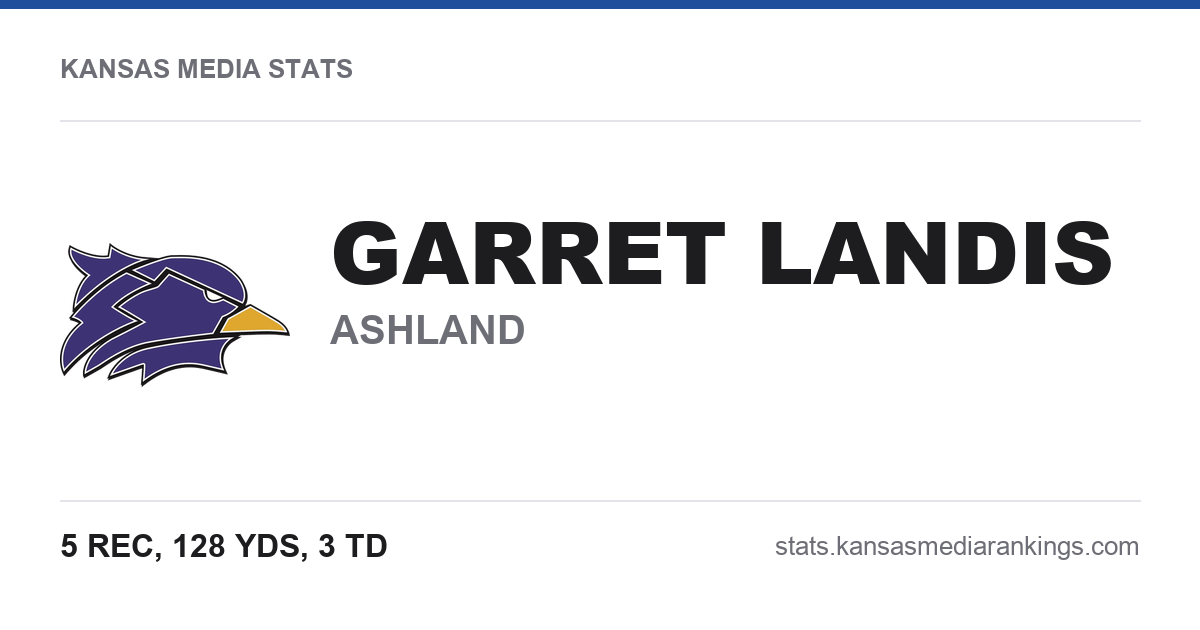 KANSAS MEDIA STATS
GARRET LANDIS
ASHLAND
5 REC, 128 YDS, 3 TD
stats.kansasmediarankings.com